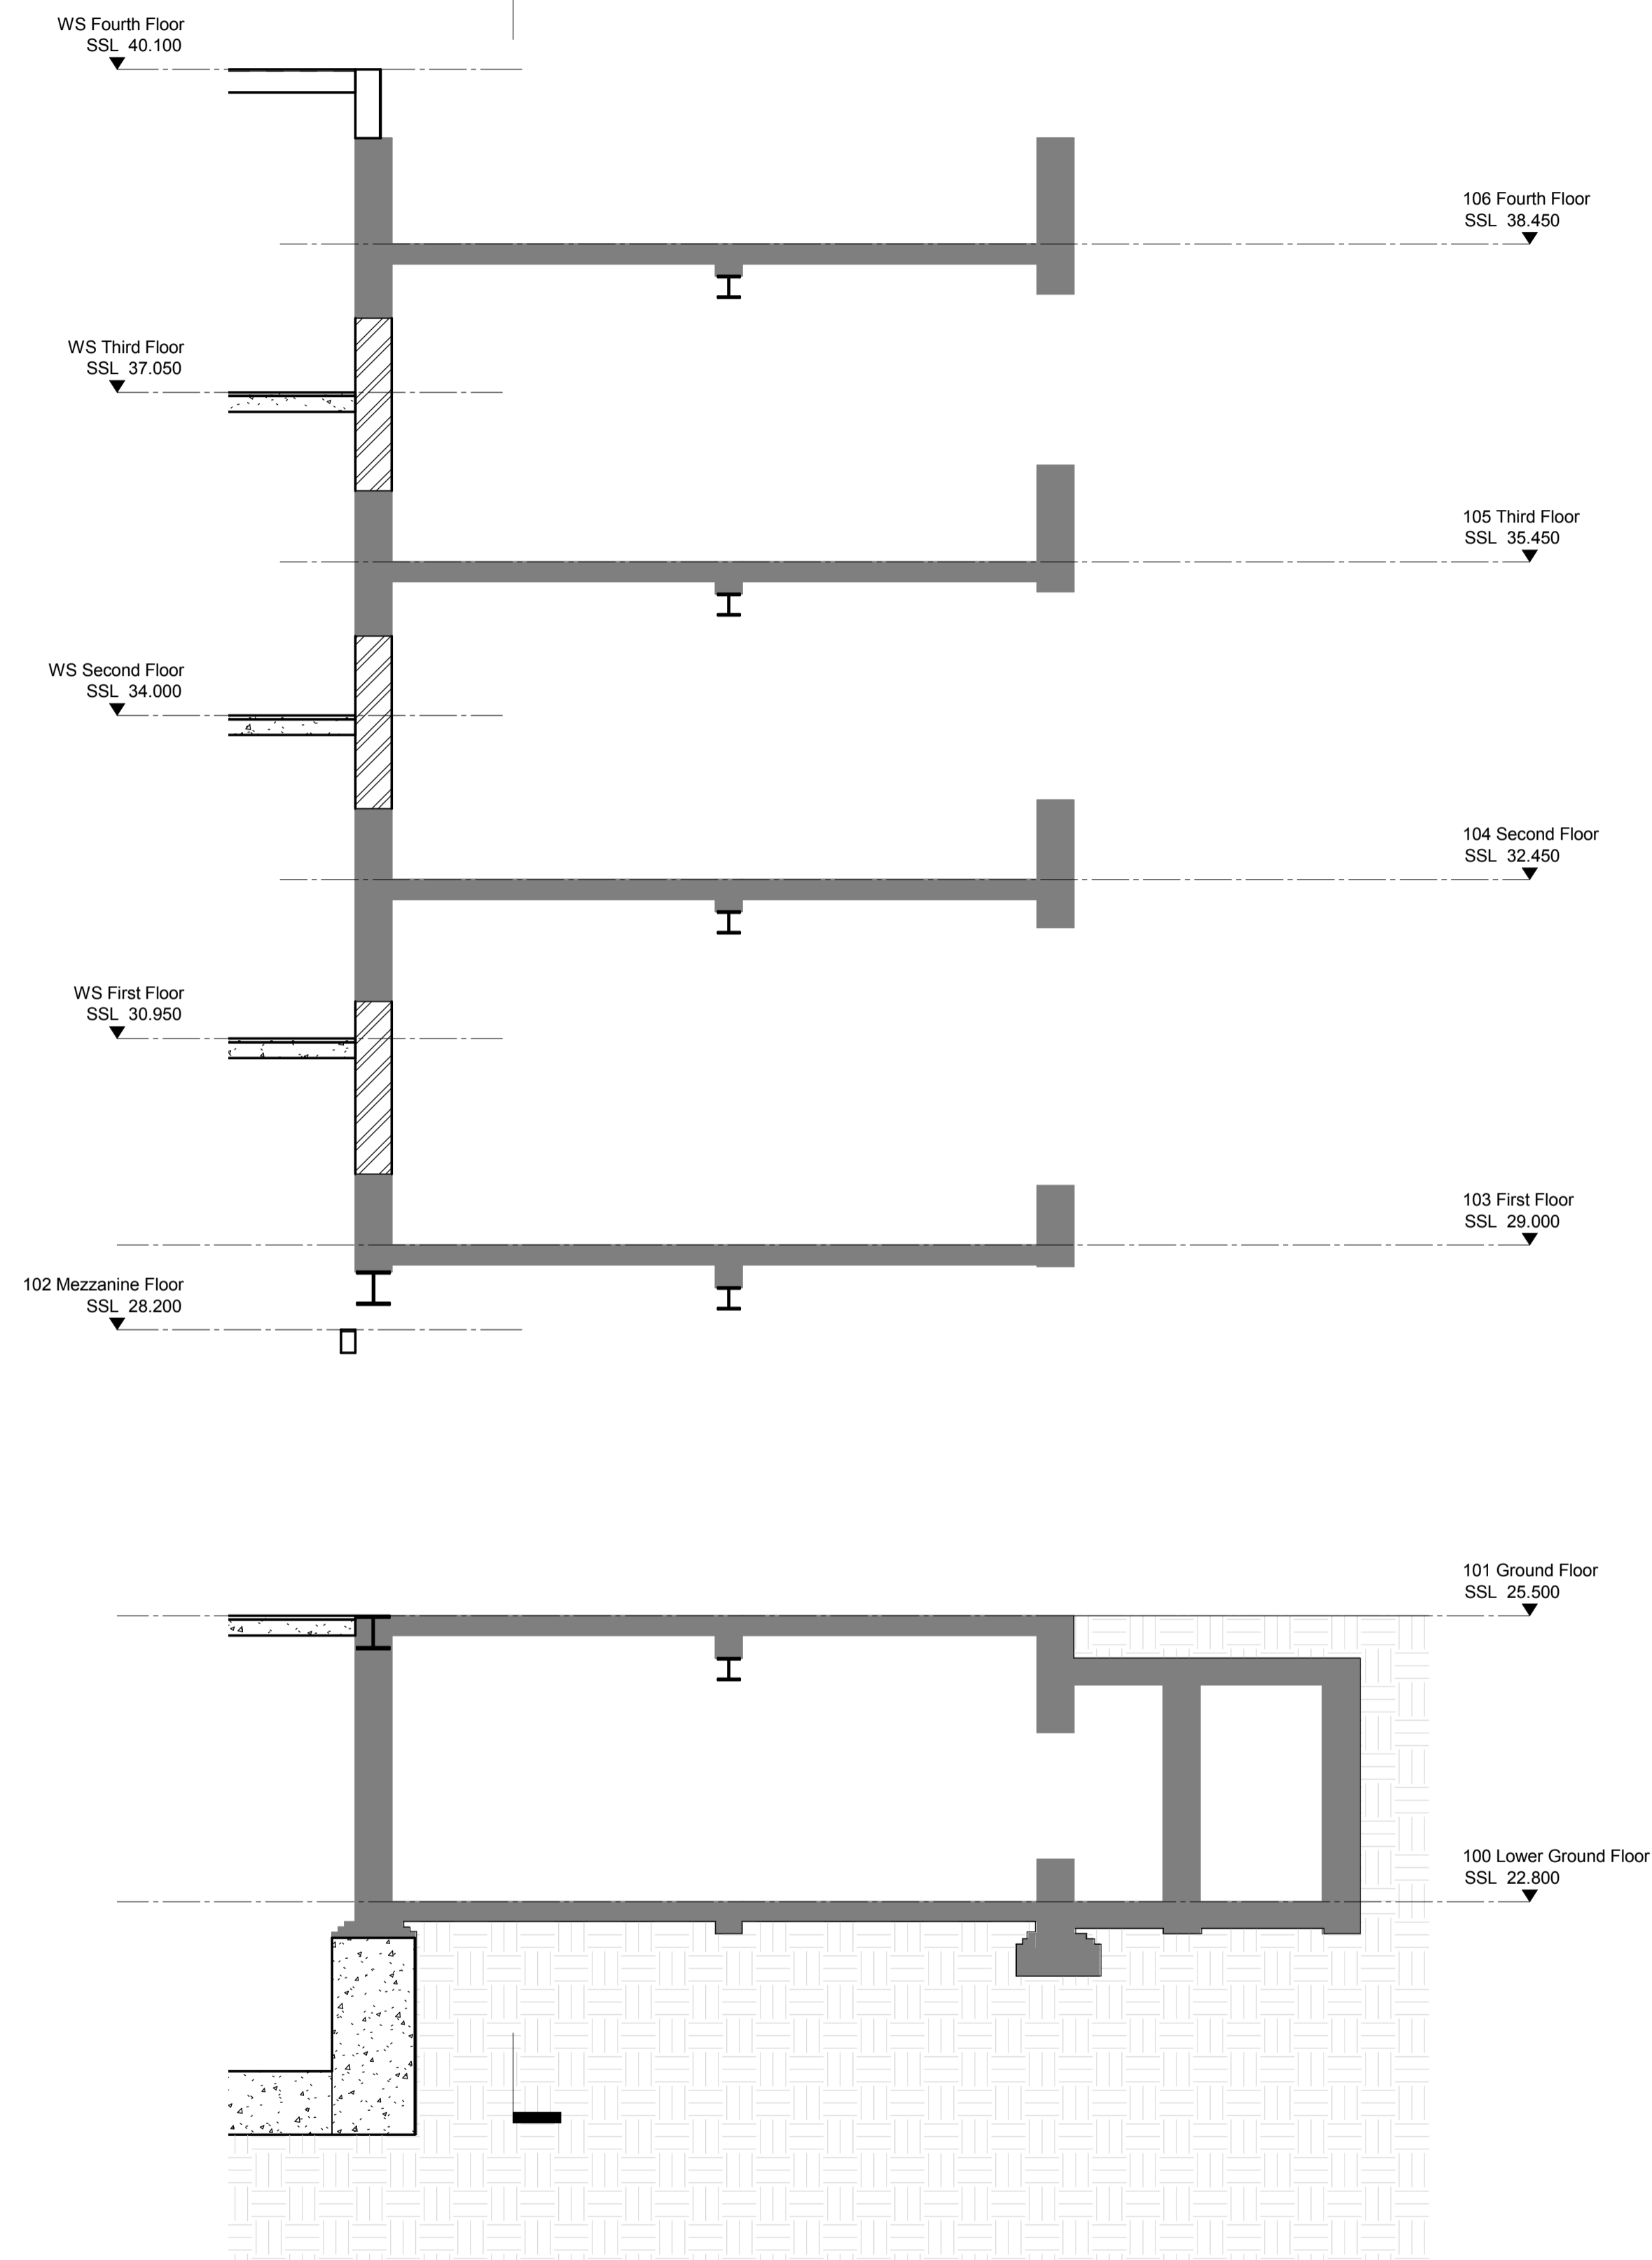 WS Fourth Floor
SSL 40.100
106 Fourth Floor
SSL 38.450
WS Third Floor
SSL 37.050
105 Third Floor
SSL 35.450
WS Second Floor
SSL 34.000
104 Second Floor
SSL 32.450
WS First Floor
SSL 30.950
103 First Floor
SSL 29.000
102 Mezzanine Floor
SSL 28.200
101 Ground Floor
SSL 25.500
100 Lower Ground Floor
SSL 22.800